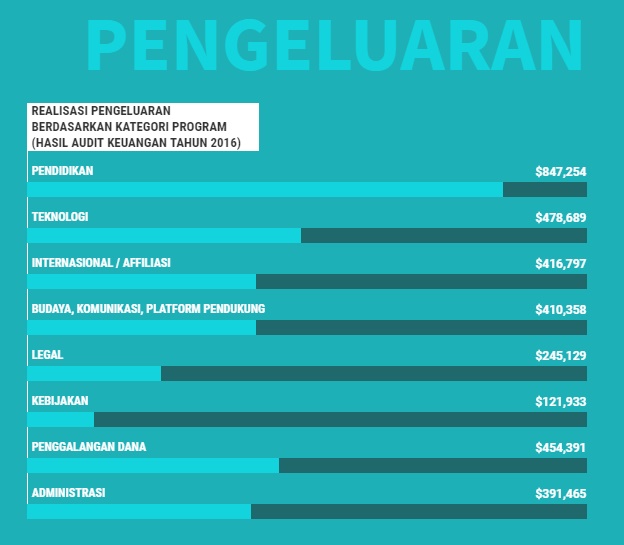 PENGELUARAN
REALISASI PENGELUARAN
BERDASARKAN KATEGORI PROGRAM
(HASIL AUDIT KEUANGAN TAHUN 2016)
PENDIDIKAN $847,254
TEKNOLOGI $478,689
INTERNASIONAL / AFFILIASI $416,797
BUDAYA, KOMUNIKASI, PLATFORM PENDUKUNG $410,358
LEGAL $245,129
KEBIJAKAN $121,933
PENGGALANGAN DANA $454,391
ADMINISTRASI $391,465